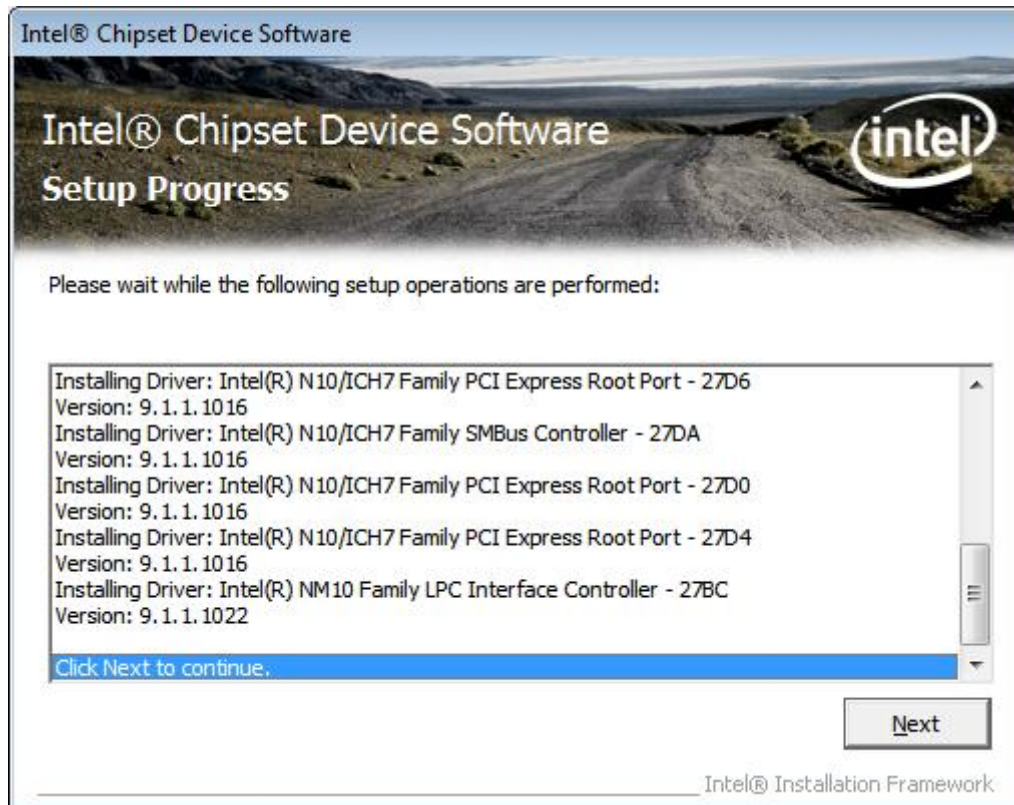 Intel® Chipset Device Software
Intel® Chipset Device Software
intel
Setup Progress
Please wait while the following setup operations are performed:
Installing Driver: Intel(R) N10/ICH7 Family PCI Express Root Port - 27D6
Version: 9.1.1.1016
Installing Driver: Intel(R) N10/ICH7 Family SMBus Controller - 27DA
Version: 9.1.1.1016
Installing Driver: Intel(R) N10/ICH7 Family PCI Express Root Port - 27D0
Version: 9.1.1.1016
Installing Driver: Intel(R) N10/ICH7 Family PCI Express Root Port - 27D4
Version: 9.1.1.1016
Installing Driver: Intel(R) NM10 Family LPC Interface Controller - 27BC
Version: 9.1.1.1022
Click Next to continue.
Next
Intel® Installation Framework